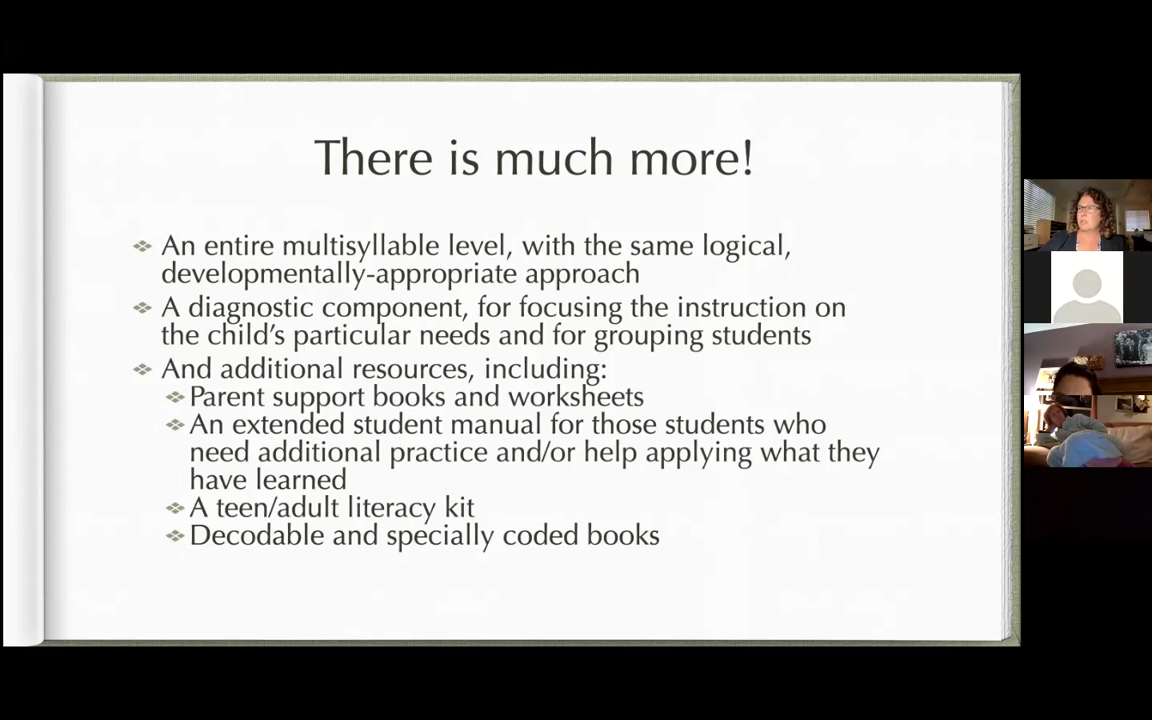 There is much more!
An entire multisyllable level, with the same logical,
developmentally-appropriate approach
A diagnostic component, for focusing the instruction on
the child's particular needs and for grouping students
And additional resources, including:
Parent support books and worksheets
An extended student manual for those students who
need additional practice and/or help applying what they
have learned
A teen/adult literacy kit
Decodable and specially coded books